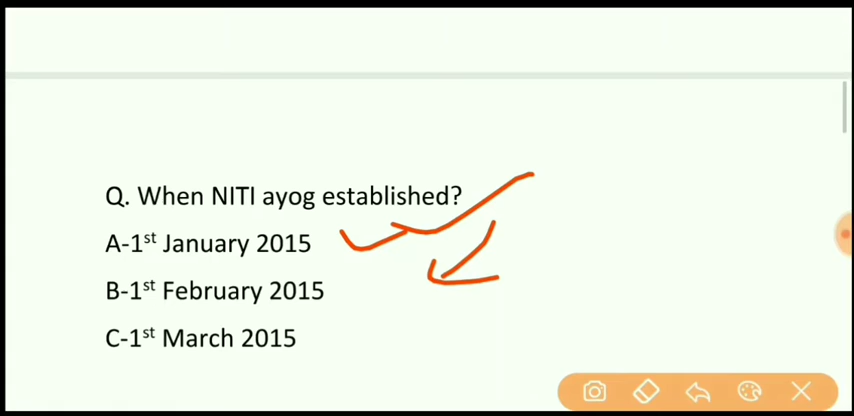 Q. When NITI ayog established?
A-1st January 2015
B-1st February 2015
C-1st March 2015